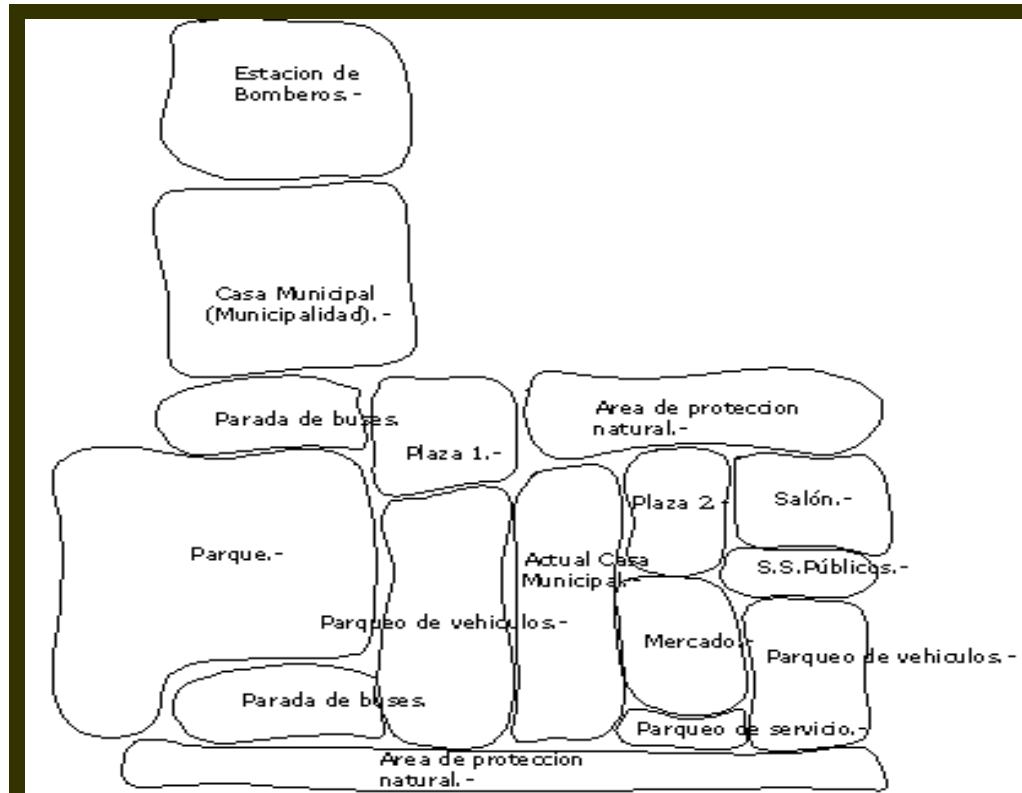 Estacion de
Bomberos.-
Casa Municipal
(Municipalidad).-
Parada de buses.
Plaza 1.-
Area de proteccion
natural.-
Plaza 2.-
Salón.-
Parque.-
Actual Casa
Municipal.-
S.S.Públicos.-
Parqueo de vehiculos.-
Mercado.-
Parqueo de vehiculos.-
Parada de buses.
Parqueo de servicio.-
Area de proteccion
natural.-